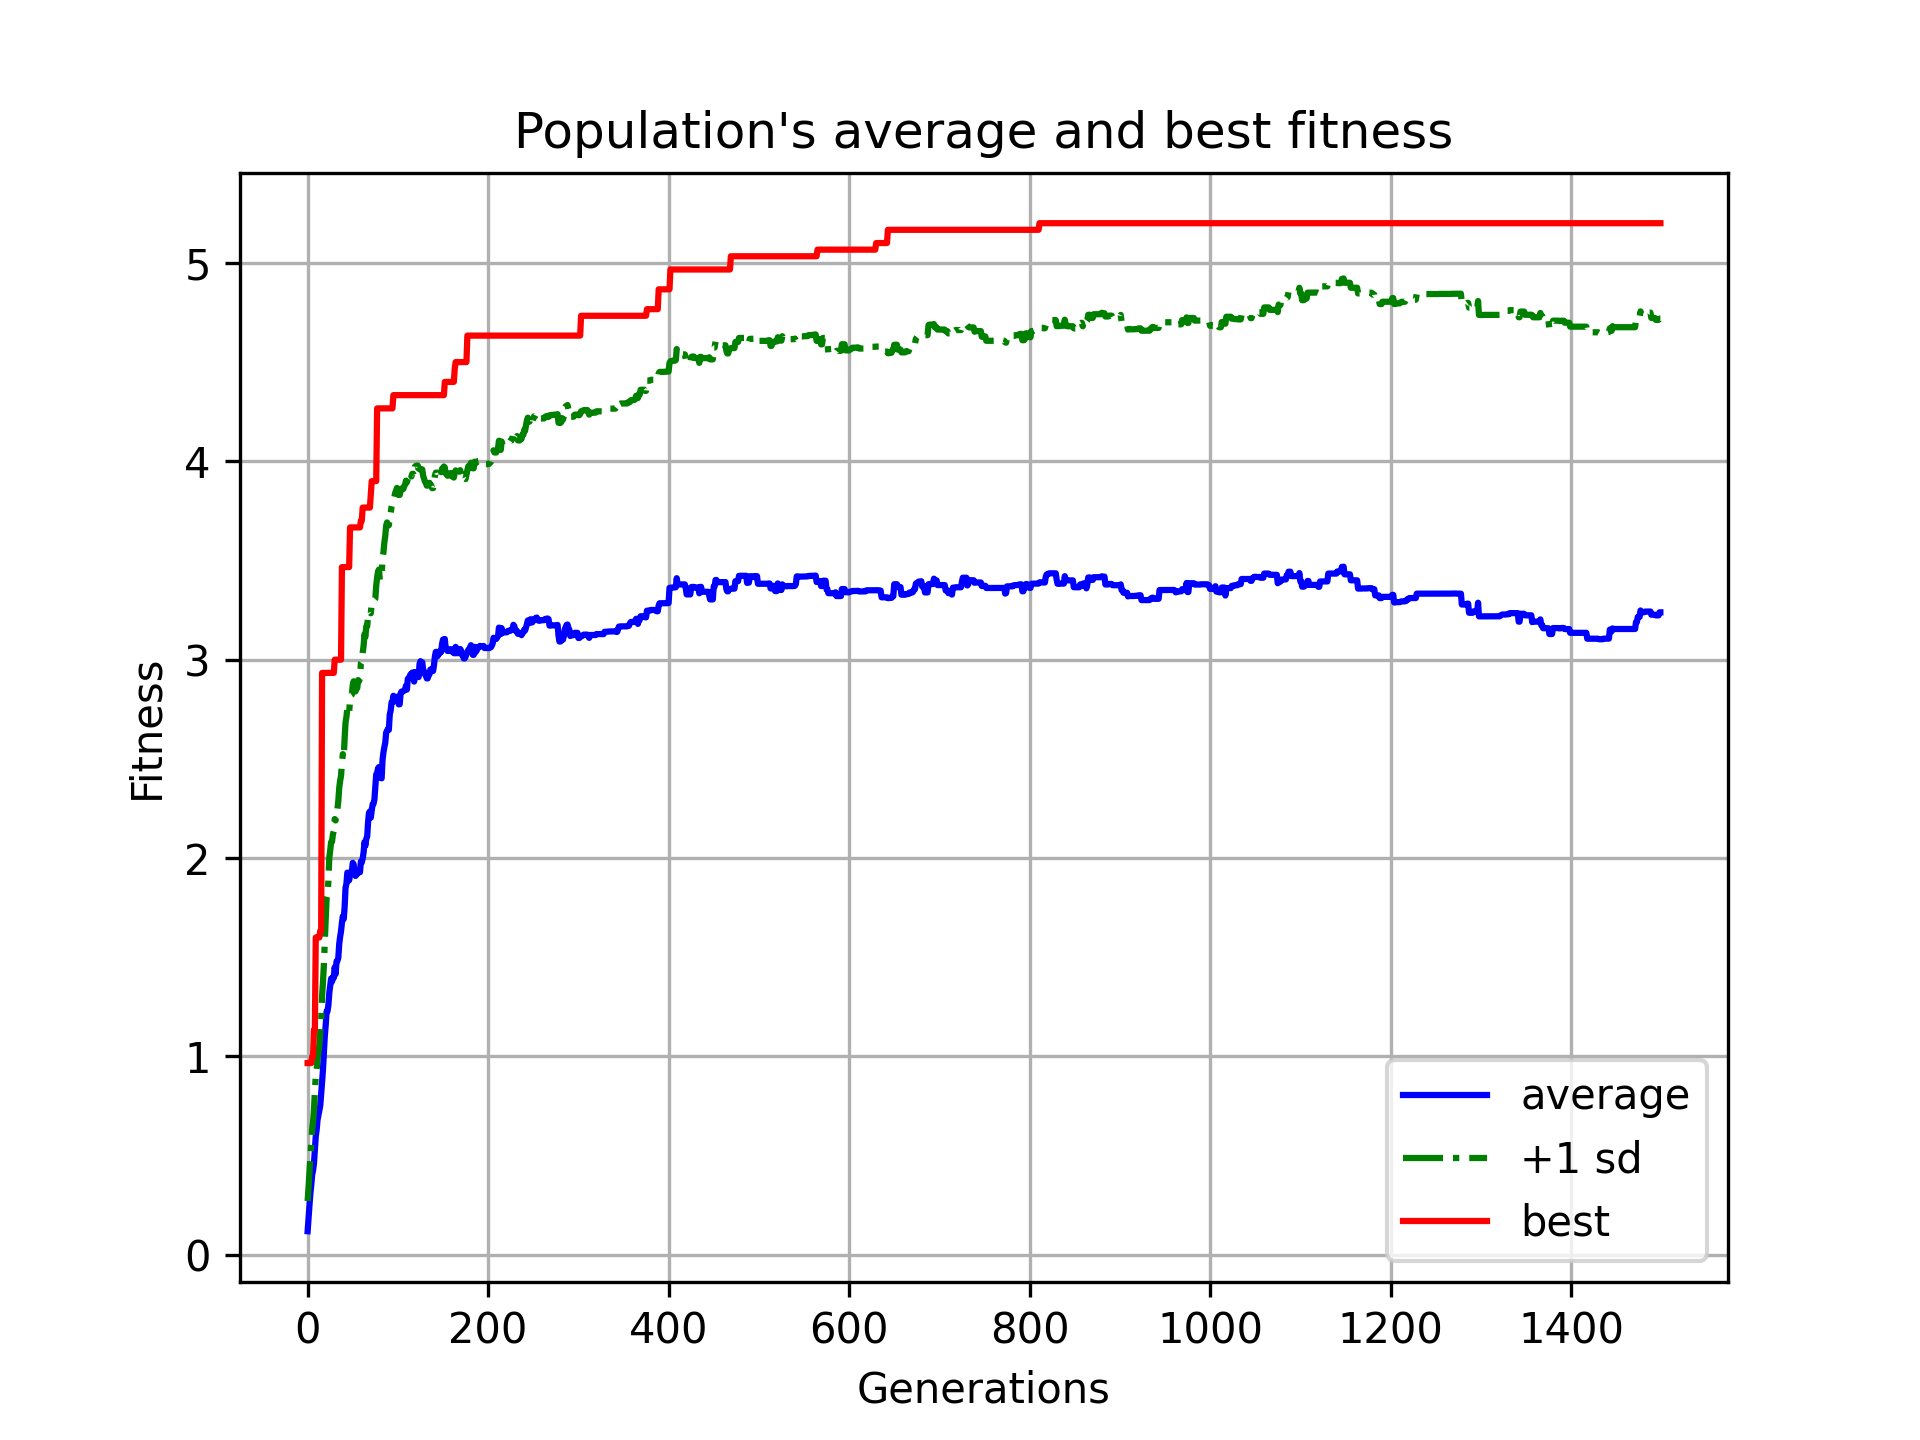 Population's average and best fitness
Fitness
5
4
3
2
1
0
0 200 400 600 800 1000 1200 1400
Generations
average
+1 sd
best